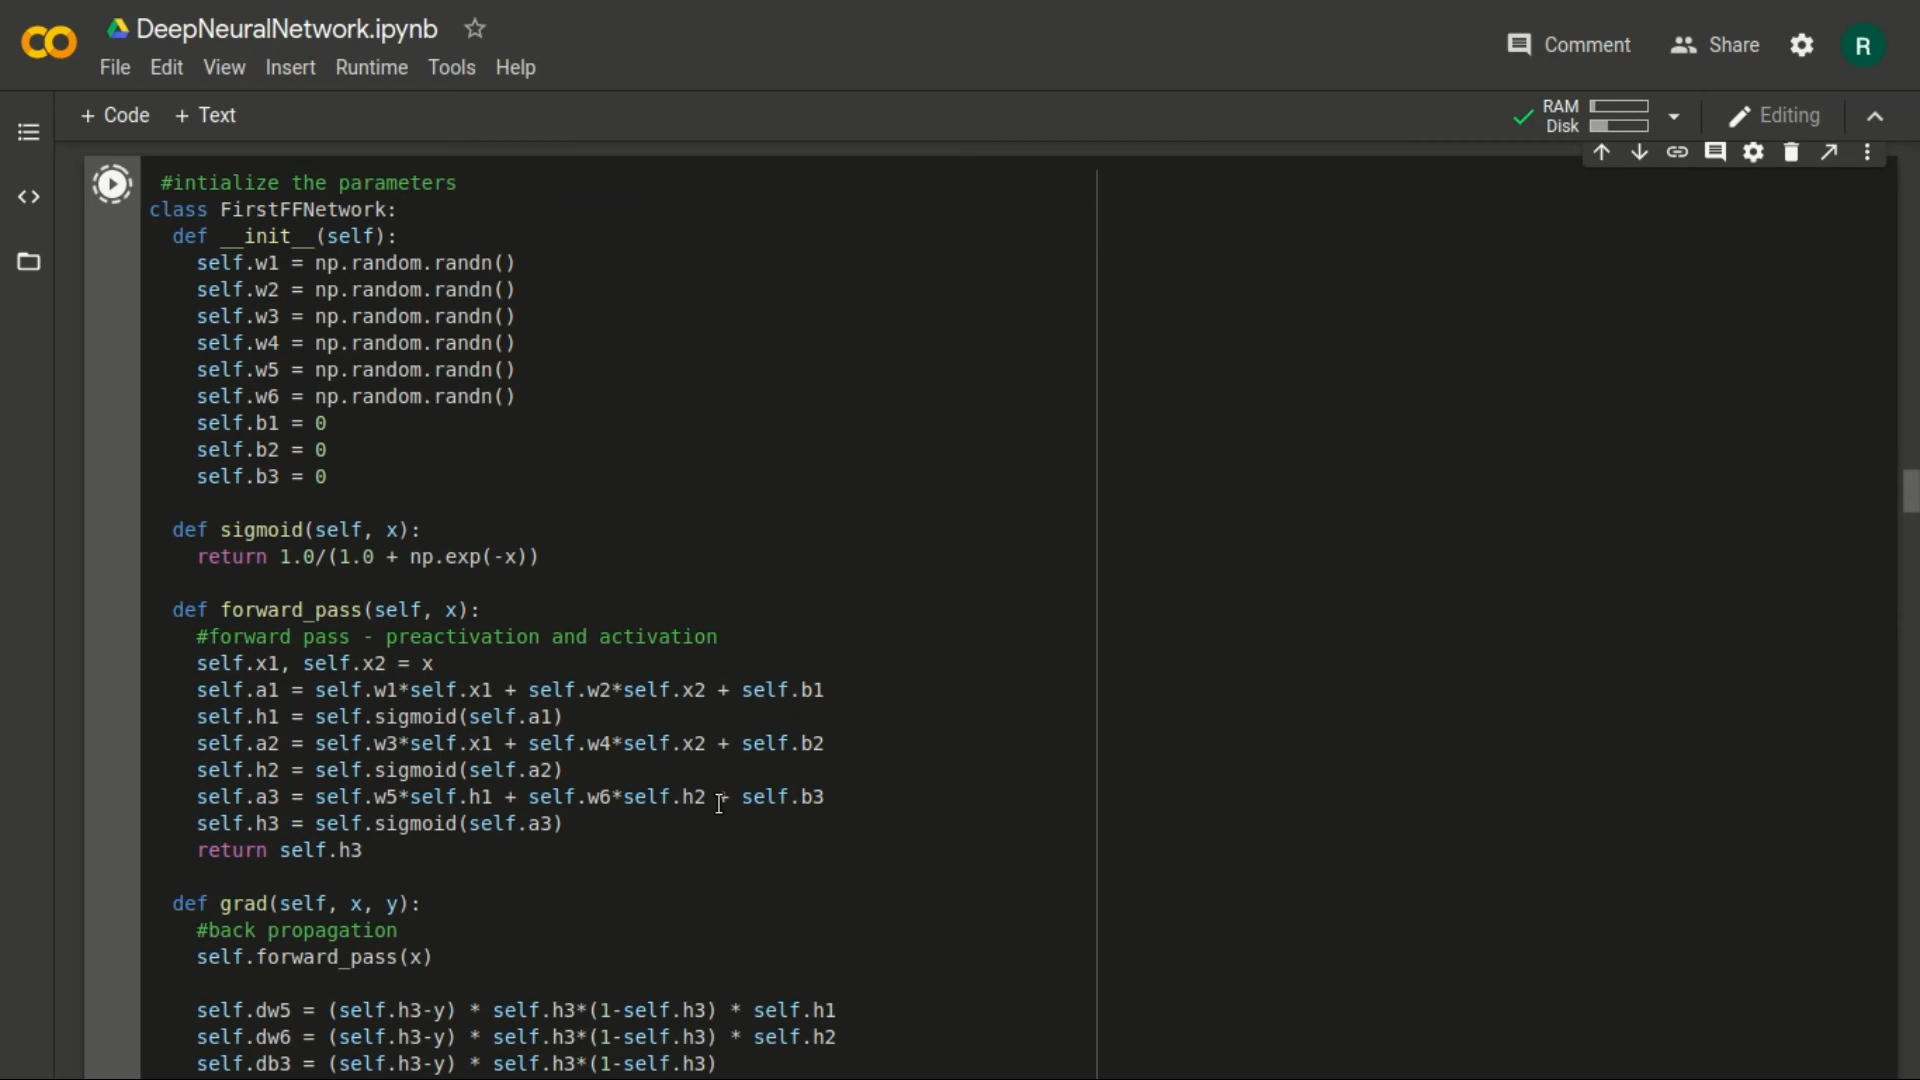 DeepNeuralNetwork.ipynb
Comment
Share
R
File Edit View Insert Runtime Tools Help
+ Code + Text
RAM
Disk
Editing
#intialize the parameters
class FirstFFNetwork:
  def __init__(self):
    self.w1 = np.random.randn()
    self.w2 = np.random.randn()
    self.w3 = np.random.randn()
    self.w4 = np.random.randn()
    self.w5 = np.random.randn()
    self.w6 = np.random.randn()
    self.b1 = 0
    self.b2 = 0
    self.b3 = 0
  def sigmoid(self, x):
    return 1.0/(1.0 + np.exp(-x))
  def forward_pass(self, x):
    #forward pass - preactivation and activation
    self.x1, self.x2 = x
    self.a1 = self.w1*self.x1 + self.w2*self.x2 + self.b1
    self.h1 = self.sigmoid(self.a1)
    self.a2 = self.w3*self.x1 + self.w4*self.x2 + self.b2
    self.h2 = self.sigmoid(self.a2)
    self.a3 = self.w5*self.h1 + self.w6*self.h2 + self.b3
    self.h3 = self.sigmoid(self.a3)
    return self.h3
  def grad(self, x, y):
    #back propagation
    self.forward_pass(x)
    self.dw5 = (self.h3-y) * self.h3*(1-self.h3) * self.h1
    self.dw6 = (self.h3-y) * self.h3*(1-self.h3) * self.h2
    self.db3 = (self.h3-y) * self.h3*(1-self.h3)